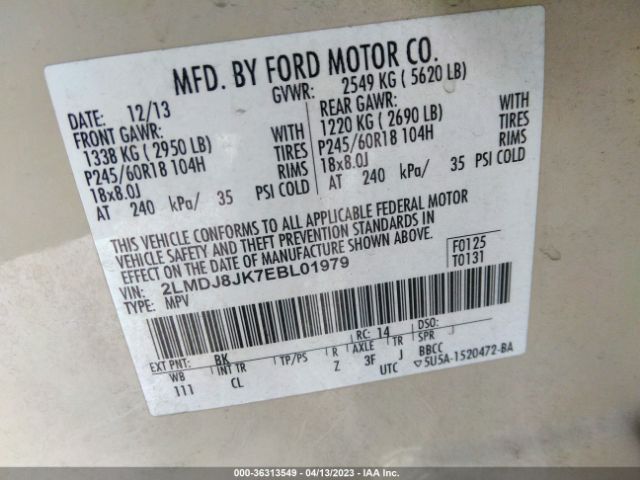 MFD. BY FORD MOTOR CO.
DATE: 12/13 GVWR: 2549 KG ( 5620 LB)
FRONT GAWR: REAR GAWR:
1338 KG ( 2950 LB) WITH 1220 KG ( 2690 LB) WITH
P245/60R18 104H TIRES P245/60R18 104H TIRES
18x8.0J RIMS 18x8.0J RIMS
AT 240 kPa/ 35 PSI COLD AT 240 kPa/ 35 PSI COLD
THIS VEHICLE CONFORMS TO ALL APPLICABLE FEDERAL MOTOR
VEHICLE SAFETY AND THEFT PREVENTION STANDARDS IN
EFFECT ON THE DATE OF MANUFACTURE SHOWN ABOVE.
VIN: 2LMDJ8JK7EBL01979 F0125
TYPE: MPV T0131
EXT PNT: BK RC: 14 DSO:
WB INT TR TP/PS R AXLE TR SPR
111 CL Z 3F J BBCC
UTC ▽5U5A-1520472-BA
000-36313549 - 04/13/2023 - IAA Inc.